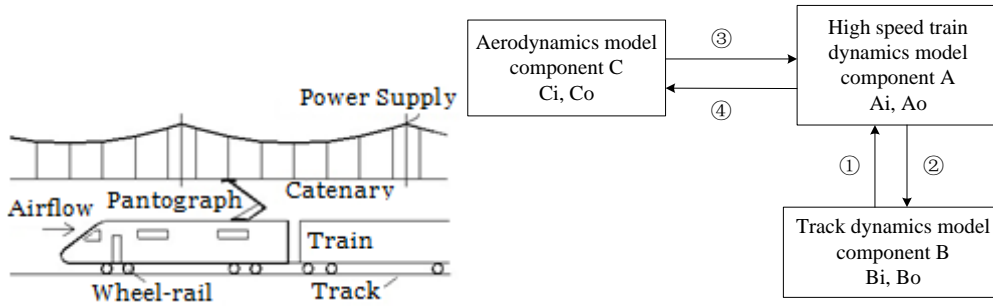 Power Supply
Catenary
Pantograph
Airflow
Train
Wheel-rail
Track
Aerodynamics model
component C
Ci, Co
③
④
High speed train
dynamics model
component A
Ai, Ao
①
②
Track dynamics model
component B
Bi, Bo